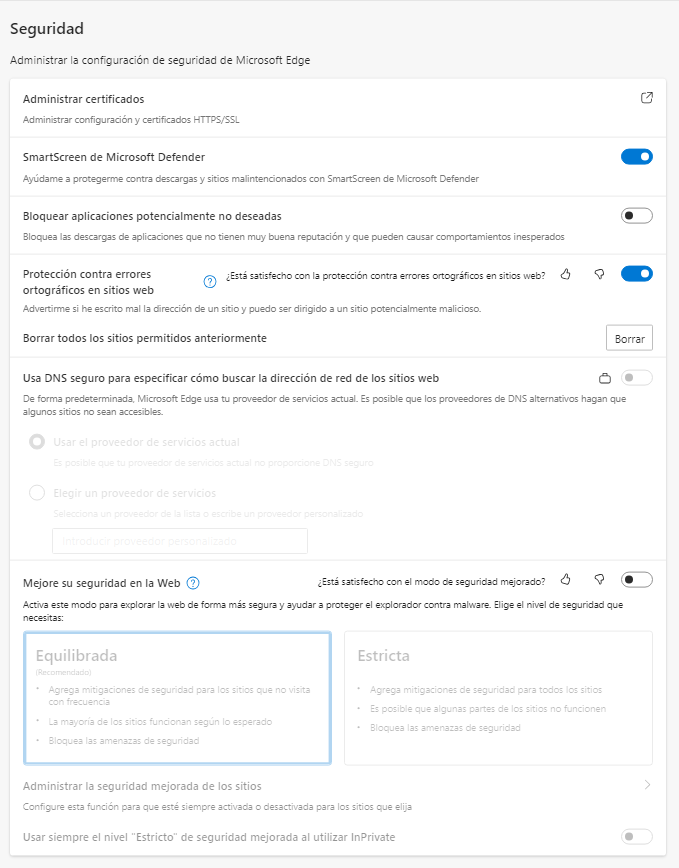 Seguridad
Administrar la configuración de seguridad de Microsoft Edge
Administrar certificados
Administrar configuración y certificados HTTPS/SSL
SmartScreen de Microsoft Defender
Ayúdame a protegerme contra descargas y sitios malintencionados con SmartScreen de Microsoft Defender
Bloquear aplicaciones potencialmente no deseadas
Bloquea las descargas de aplicaciones que no tienen muy buena reputación y que pueden causar comportamientos inesperados
Protección contra errores
ortográficos en sitios web
¿Está satisfecho con la protección contra errores ortográficos en sitios web?
Advertirme si he escrito mal la dirección de un sitio y puedo ser dirigido a un sitio potencialmente malicioso.
Borrar todos los sitios permitidos anteriormente
Borrar
Usa DNS seguro para especificar cómo buscar la dirección de red de los sitios web
De forma predeterminada, Microsoft Edge usa tu proveedor de servicios actual. Es posible que los proveedores de DNS alternativos hagan que
algunos sitios no sean accesibles.
Usar el proveedor de servicios actual
Es posible que tu proveedor de servicios actual no proporcione DNS seguro
Elegir un proveedor de servicios
Selecciona un proveedor de la lista o escribe un proveedor personalizado
Introducir proveedor personalizado
Mejore su seguridad en la Web
¿Está satisfecho con el modo de seguridad mejorado?
Activa este modo para explorar la web de forma más segura y ayudar a proteger el explorador contra malware. Elige el nivel de seguridad que
necesitas:
Equilibrada
(Recomendado)
• Agrega mitigaciones de seguridad para los sitios que no visita
con frecuencia
• La mayoría de los sitios funcionan según lo esperado
• Bloquea las amenazas de seguridad
Estricta
• Agrega mitigaciones de seguridad para todos los sitios
• Es posible que algunas partes de los sitios no funcionen
• Bloquea las amenazas de seguridad
Administrar la seguridad mejorada de los sitios
Configure esta función para que esté siempre activada o desactivada para los sitios que elija
Usar siempre el nivel "Estricto" de seguridad mejorada al utilizar InPrivate